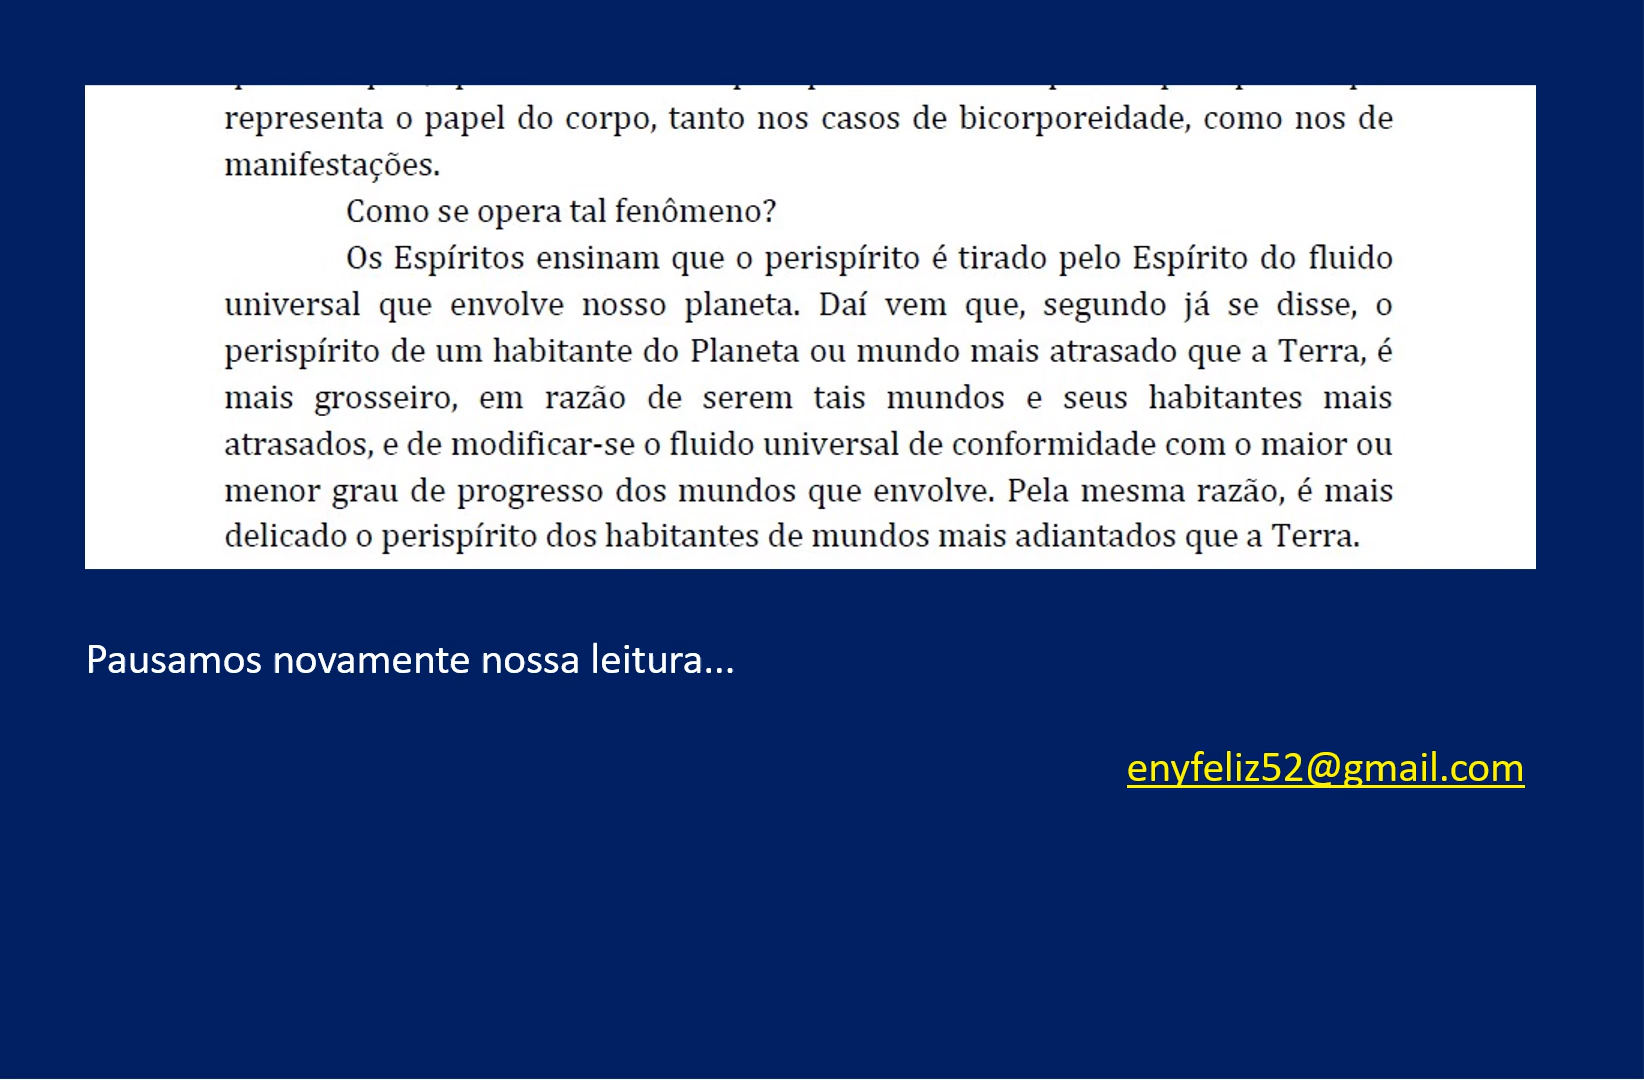 representa o papel do corpo, tanto nos casos de bicorporeidade, como nos de
manifestações.
Como se opera tal fenômeno?
Os Espíritos ensinam que o perispírito é tirado pelo Espírito do fluido
universal que envolve nosso planeta. Daí vem que, segundo já se disse, o
perispírito de um habitante do Planeta ou mundo mais atrasado que a Terra, é
mais grosseiro, em razão de serem tais mundos e seus habitantes mais
atrasados, e de modificar-se o fluido universal de conformidade com o maior ou
menor grau de progresso dos mundos que envolve. Pela mesma razão, é mais
delicado o perispírito dos habitantes de mundos mais adiantados que a Terra.
Pausamos novamente nossa leitura...
enyfeliz52@gmail.com